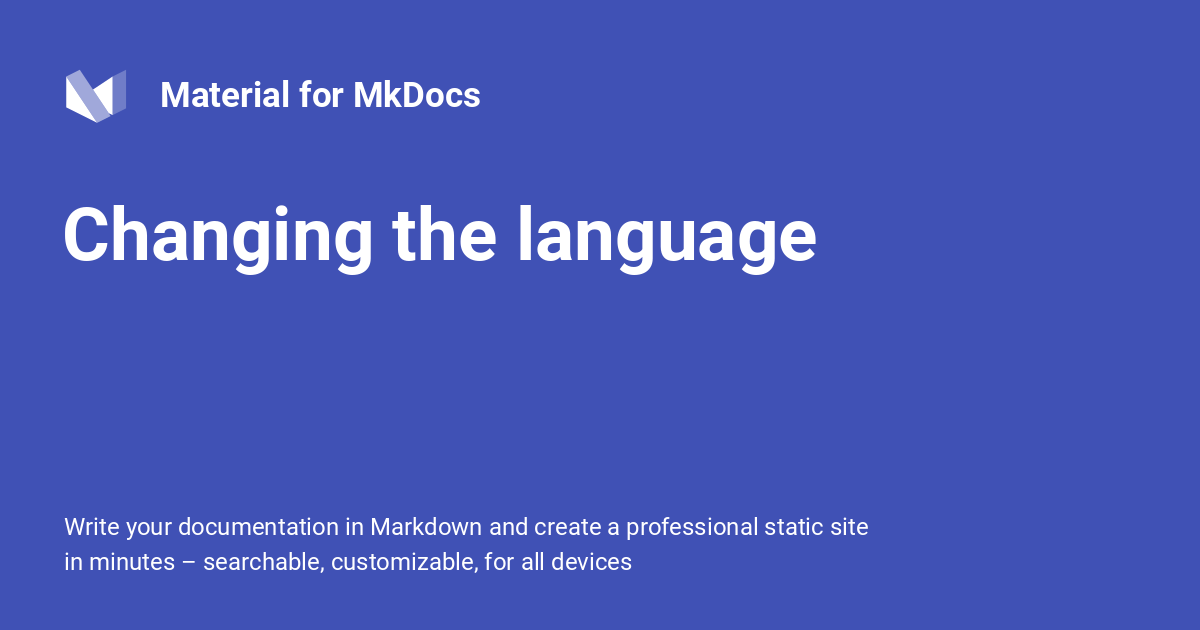 Material for MkDocs
Changing the language
Write your documentation in Markdown and create a professional static site
in minutes – searchable, customizable, for all devices